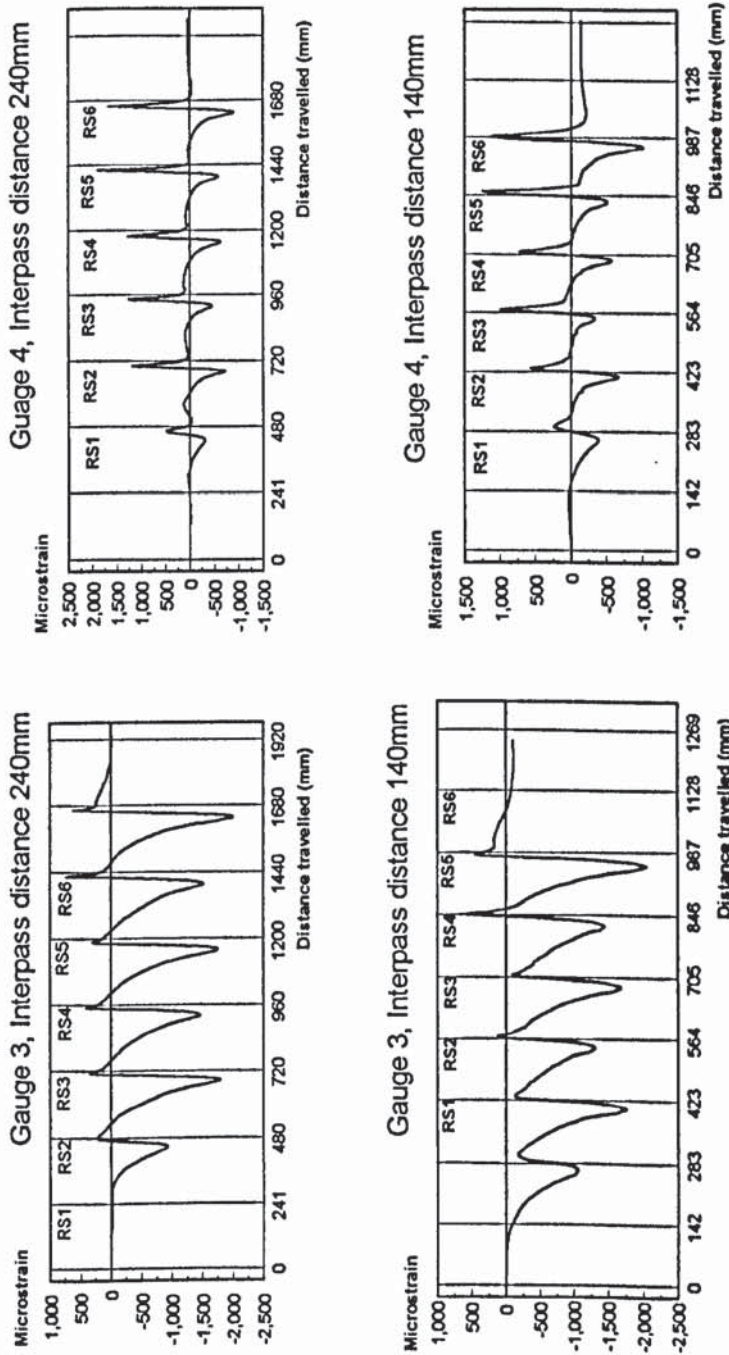 Gauge 3, Interpass distance 240mm
Microstrain
1,000
500
0
-500
-1,000
-1,500
-2,000
-2,500
RS1
RS2
RS3
RS4
RS5
RS6
0
241
480
720
960
1200
1440
1680
1920
Distance travelled (mm)
Guage 4, Interpass distance 240mm
Microstrain
2,500
2,000
1,500
1,000
500
0
-500
-1,000
-1,500
RS1
RS2
RS3
RS4
RS5
RS6
0
241
480
720
960
1200
1440
1680
Distance travelled (mm)
Gauge 3, Interpass distance 140mm
Microstrain
1,000
500
0
-500
-1,000
-1,500
-2,000
-2,500
RS1
RS2
RS3
RS4
RS5
RS6
0
142
283
423
564
705
846
987
1128
1269
Distance travelled (mm)
Gauge 4, Interpass distance 140mm
Microstrain
1,500
1,000
500
0
-500
-1,000
-1,500
RS1
RS2
RS3
RS4
RS5
RS6
0
142
283
423
564
705
846
987
1128
Distance travelled (mm)